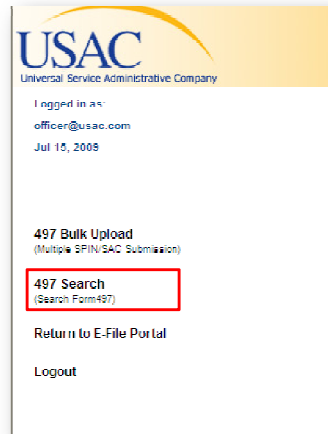 USAC
Universal Service Administrative Company
Logged in as:
officer@usac.com
Jul 15, 2009
497 Bulk Upload
(Multiple SPIN/SAC Submission)
497 Search
(Search Form497)
Return to E-File Portal
Logout